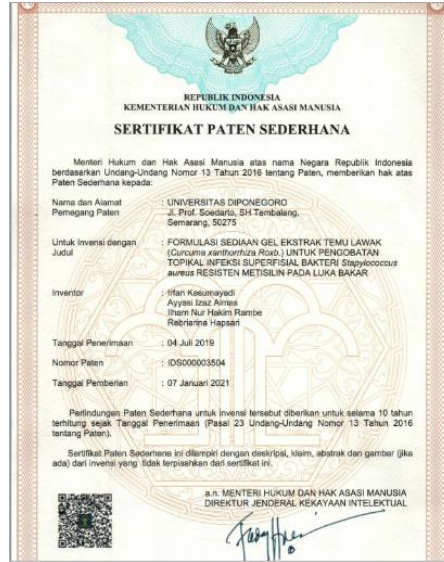 REPUBLIK INDONESIA
KEMENTERIAN HUKUM DAN HAK ASASI MANUSIA
SERTIFIKAT PATEN SEDERHANA
Menteri Hukum dan Hak Asasi Manusia atas nama Negara Republik Indonesia
berdasarkan Undang-Undang Nomor 13 Tahun 2016 tentang Paten, memberikan hak atas
Paten Sederhana kepada:
Nama dan Alamat : UNIVERSITAS DIPONEGORO
Pemegang Paten Jl. Prof. Soedarto, SH Tembalang,
Semarang, 50275
Untuk Invensi dengan : FORMULASI SEDIAAN GEL EKSTRAK TEMU LAWAK
Judul (Curcuma xanthorrhiza Roxb.) UNTUK PENGOBATAN
TOPIKAL INFEKSI SUPERFISIAL BAKTERI Stapylococcus
aureus RESISTEN METISILIN PADA LUKA BAKAR
Inventor : Irfan Kesumayadi
Ayyasi Izaz Almas
Ilham Nur Hakim Rambe
Rebriarina Hapsari
Tanggal Penerimaan : 04 Juli 2019
Nomor Paten : IDS000003504
Tanggal Pemberian : 07 Januari 2021
Perlindungan Paten Sederhana untuk invensi tersebut diberikan untuk selama 10 tahun
terhitung sejak Tanggal Penerimaan (Pasal 23 Undang-Undang Nomor 13 Tahun 2016
tentang Paten).
Sertifikat Paten Sederhana ini dilampiri dengan deskripsi, klaim, abstrak dan gambar (jika
ada) dari invensi yang tidak terpisahkan dari sertifikat ini.
a.n. MENTERI HUKUM DAN HAK ASASI MANUSIA
DIREKTUR JENDERAL KEKAYAAN INTELEKTUAL